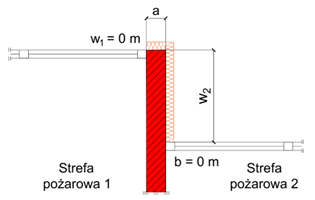 a
w₁ = 0 m
w₂
b = 0 m
Strefa
pożarowa 1
Strefa
pożarowa 2